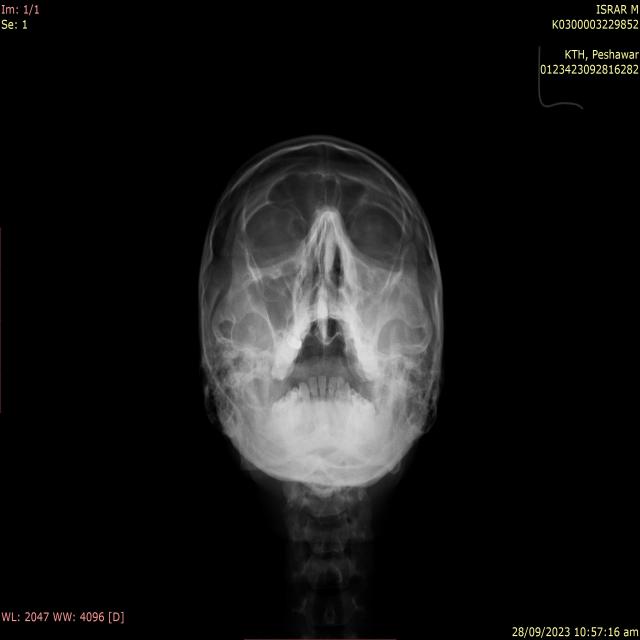 Im: 1/1
Se: 1
ISRAR M
K0300003229852
KTH, Peshawar
0123423092816282
WL: 2047 WW: 4096 [D]
28/09/2023 10:57:16 am